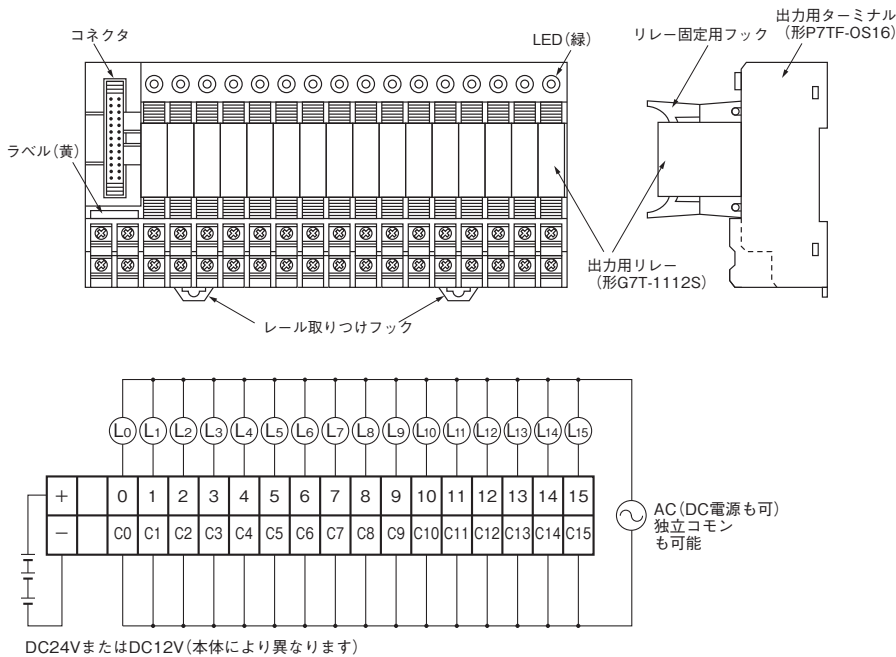 コネクタ
LED(緑)
リレー固定用フック
出力用ターミナル
(形P7TF-OS16)
ラベル(黄)
出力用リレー
(形G7T-1112S)
レール取りつけフック
L0 L1 L2 L3 L4 L5 L6 L7 L8 L9 L10 L11 L12 L13 L14 L15
+ 0 1 2 3 4 5 6 7 8 9 10 11 12 13 14 15
− C0 C1 C2 C3 C4 C5 C6 C7 C8 C9 C10 C11 C12 C13 C14 C15
AC(DC電源も可)
独立コモン
も可能
DC24VまたはDC12V(本体により異なります)